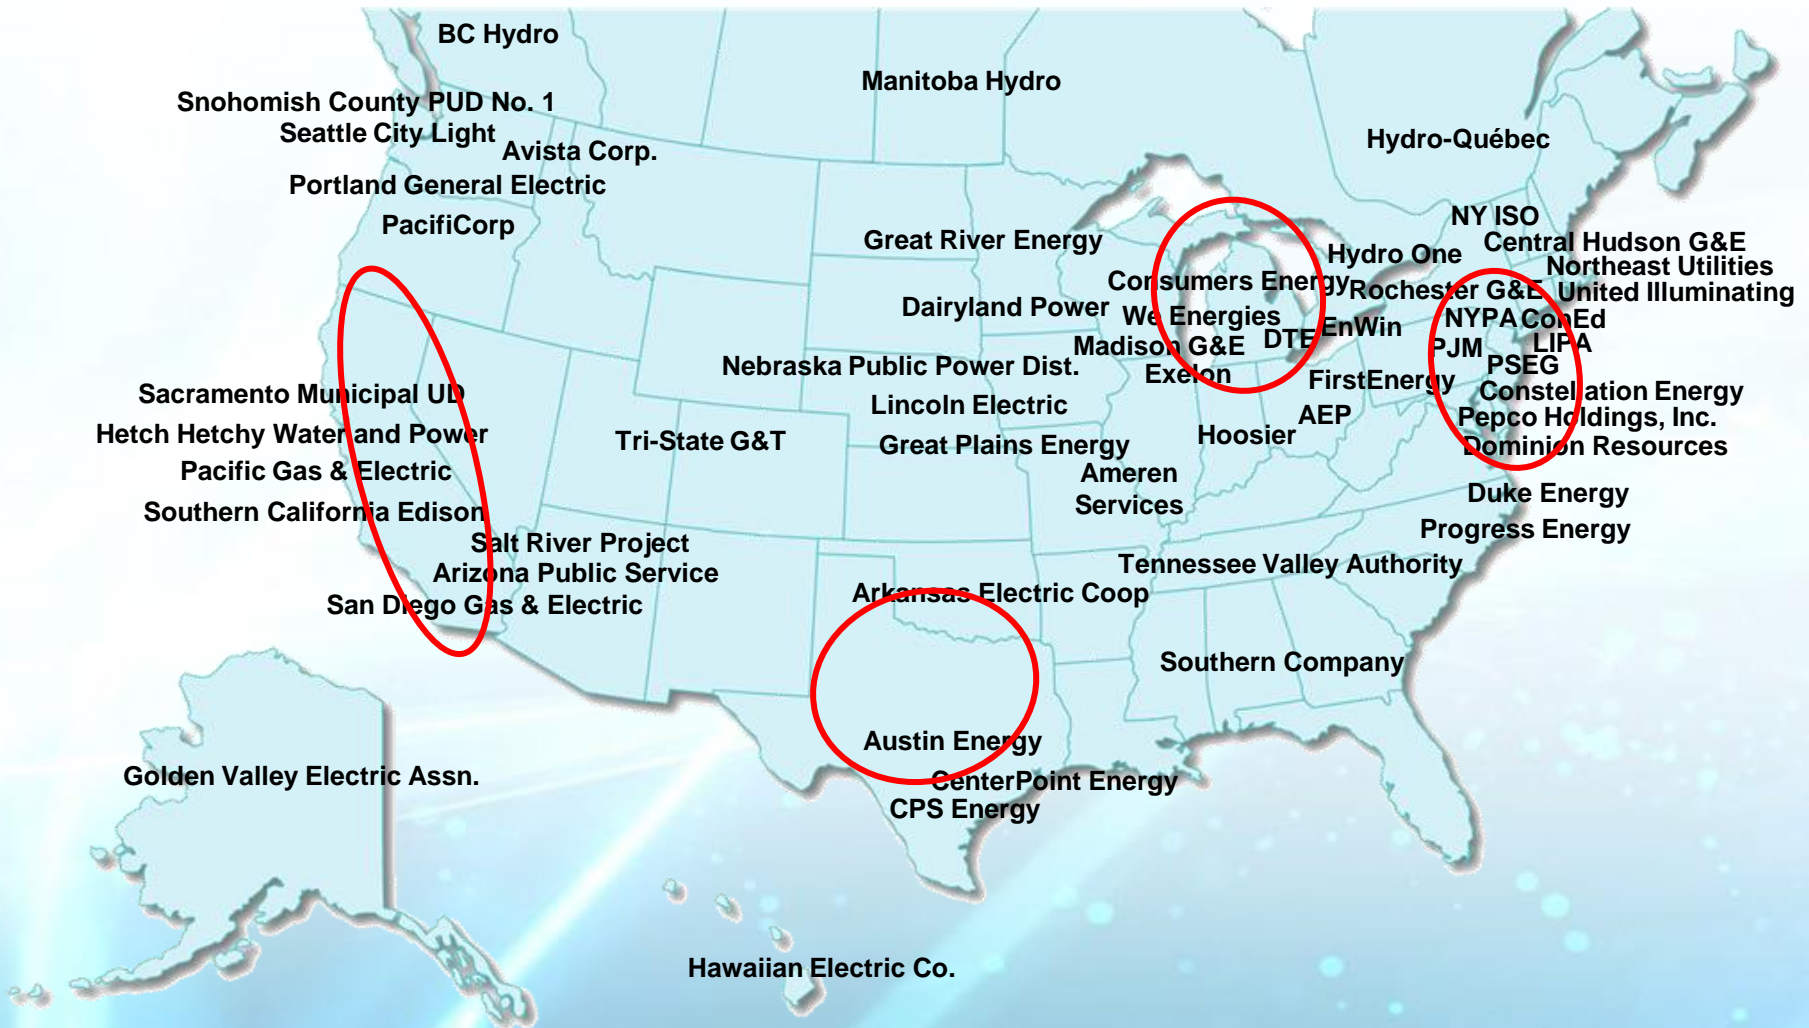 BC Hydro
Manitoba Hydro
Snohomish County PUD No. 1
Seattle City Light
Avista Corp.
Hydro-Québec
Portland General Electric
PacifiCorp
NY ISO
Great River Energy
Central Hudson G&E
Hydro One
Northeast Utilities
Consumers Energy
Rochester G&E
United Illuminating
Dairyland Power
We Energies
NYPA
ConEd
EnWin
DTE
Madison G&E
PJM
LIPA
Nebraska Public Power Dist.
Exelon
PSEG
FirstEnergy
Sacramento Municipal UD
Constellation Energy
Lincoln Electric
AEP
Pepco Holdings, Inc.
Hetch Hetchy Water and Power
Tri-State G&T
Great Plains Energy
Hoosier
Dominion Resources
Pacific Gas & Electric
Ameren
Services
Duke Energy
Southern California Edison
Progress Energy
Salt River Project
Tennessee Valley Authority
Arizona Public Service
Arkansas Electric Coop
San Diego Gas & Electric
Southern Company
Austin Energy
Golden Valley Electric Assn.
CenterPoint Energy
CPS Energy
Hawaiian Electric Co.